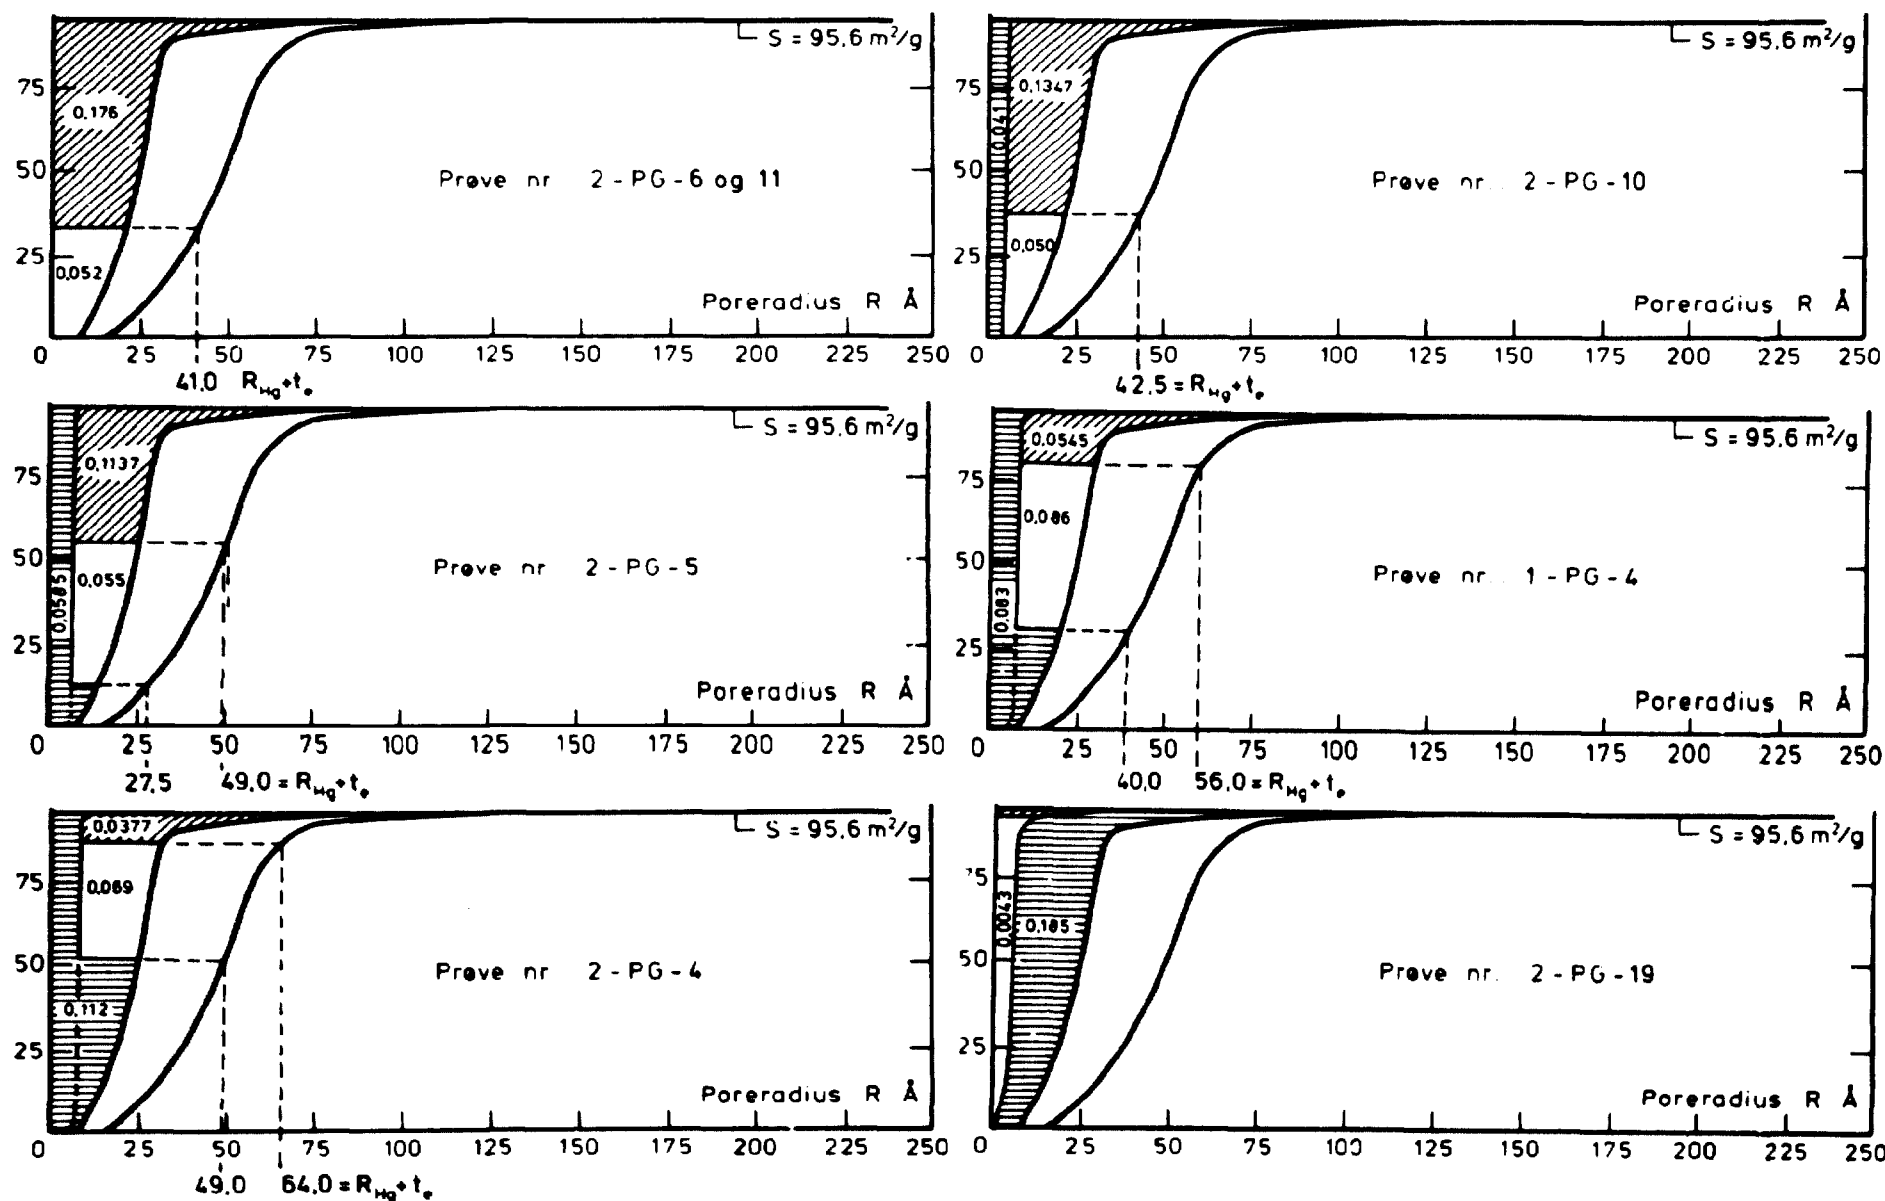 S = 95,6 m²/g
75
0,176
50
Prøve nr 2-PG-6 og 11
25
0,052
Poreradius R Å
0 25 50 75 100 125 150 175 200 225 250
41,0 R_Hg+t_e
S = 95,6 m²/g
75
0,041
0,1347
50
Prøve nr. 2-PG-10
25
0,050
Poreradius R Å
0 25 50 75 100 125 150 175 200 225 250
42,5 = R_Hg+t_e
S = 95,6 m²/g
75
0,1137
50
Prøve nr 2-PG-5
0,055
0,0585
25
Poreradius R Å
0 25 50 75 100 125 150 175 200 225 250
27,5 49,0 = R_Hg+t_e
0,0545
S = 95,6 m²/g
75
0,086
50
Prøve nr. 1-PG-4
0,083
25
Poreradius R Å
0 25 50 75 100 125 150 175 200 225 250
40,0 56,0 = R_Hg+t_e
0,0377
S = 95,6 m²/g
75
0,069
50
Prøve nr 2-PG-4
0,112
25
Poreradius R Å
0 25 50 75 100 125 150 175 200 225 250
49,0 64,0 = R_Hg+t_e
S = 95,6 m²/g
75
0,0043
0,185
50
Prøve nr. 2-PG-19
25
Poreradius R Å
0 25 50 75 100 125 150 175 200 225 250